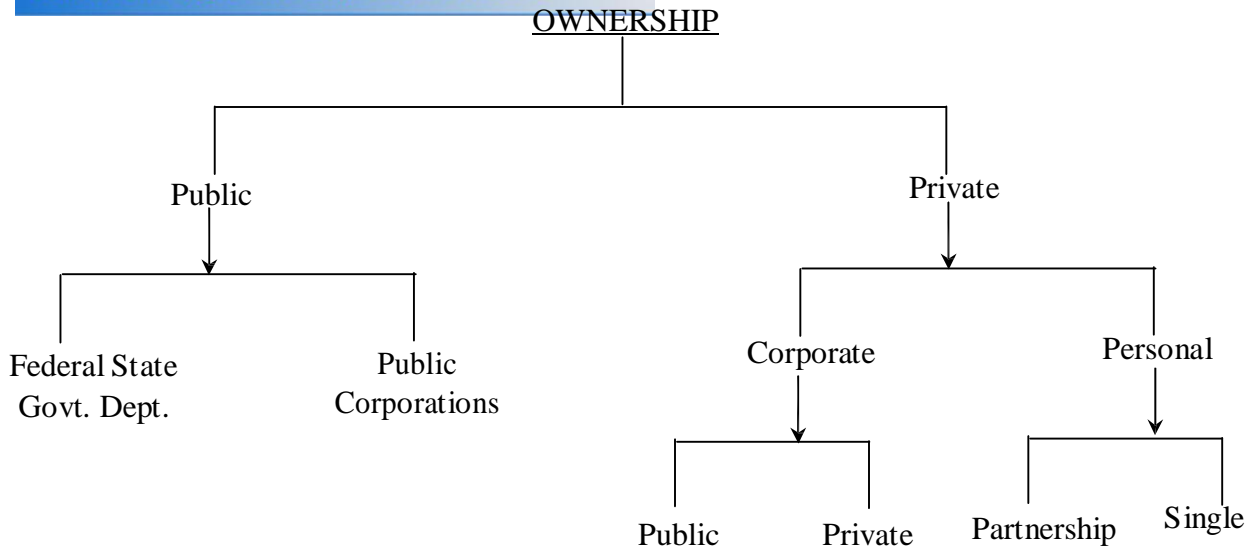 OWNERSHIP
Public
Private
Federal State
Govt. Dept.
Public
Corporations
Corporate
Personal
Public
Private
Partnership
Single